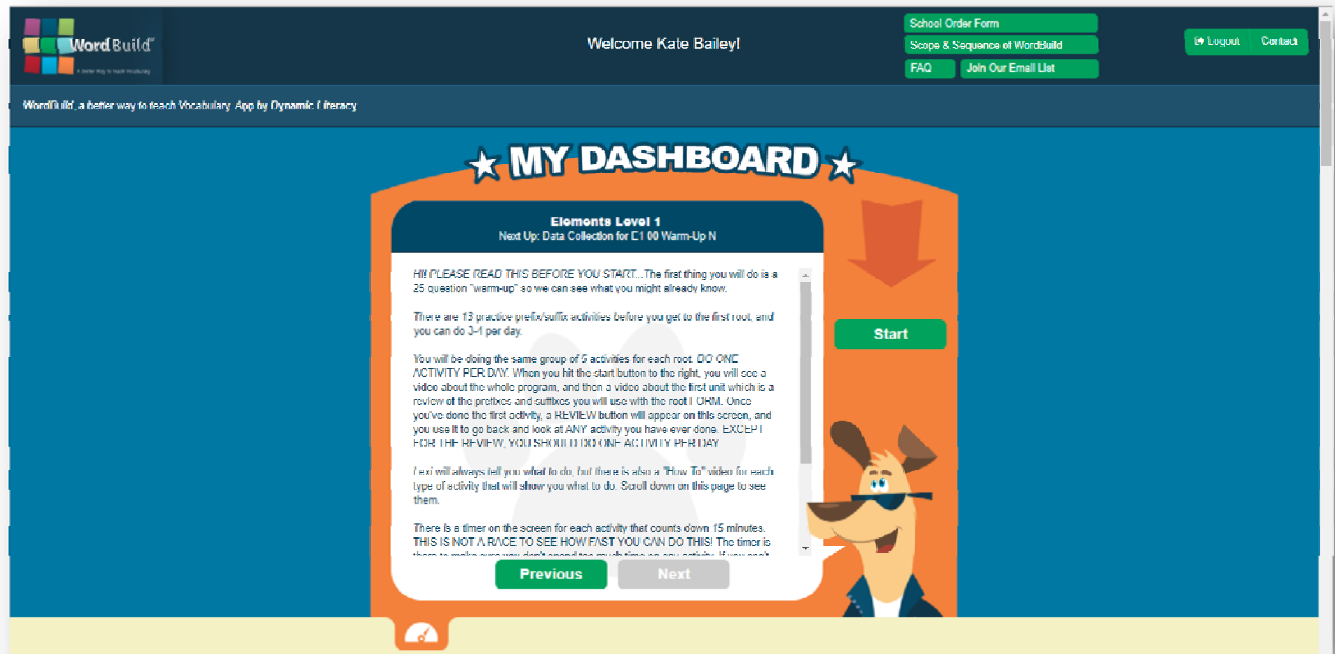 WordBuild
A Better Way to Teach Vocabulary
Welcome Kate Bailey!
School Order Form
Scope & Sequence of WordBuild
FAQ
Join Our Email List
Logout
Contact
WordBuild, a better way to teach Vocabulary. App by Dynamic Literacy
MY DASHBOARD
Elements Level 1
Next Up: Data Collection for E1 00 Warm-Up N
HI! PLEASE READ THIS BEFORE YOU START...The first thing you will do is a
25 question "warm-up" so we can see what you might already know.
There are 13 practice prefix/suffix activities before you get to the first root, and
you can do 3-4 per day.
You will be doing the same group of 5 activities for each root. DO ONE
ACTIVITY PER DAY. When you hit the start button to the right, you will see a
video about the whole program, and then a video about the first unit which is a
review of the prefixes and suffixes you will use with the root FORM. Once
you've done the first activity, a REVIEW button will appear on this screen, and
you use it to go back and look at ANY activity you have ever done. EXCEPT
FOR THE REVIEW, YOU SHOULD DO ONE ACTIVITY PER DAY
Lexi will always tell you what to do, but there is also a "How To" video for each
type of activity that will show you what to do. Scroll down on this page to see
them.
There is a timer on the screen for each activity that counts down 15 minutes.
THIS IS NOT A RACE TO SEE HOW FAST YOU CAN DO THIS! The timer is
there to make sure you don't spend too much time on any activity. If you can't
Start
Previous
Next